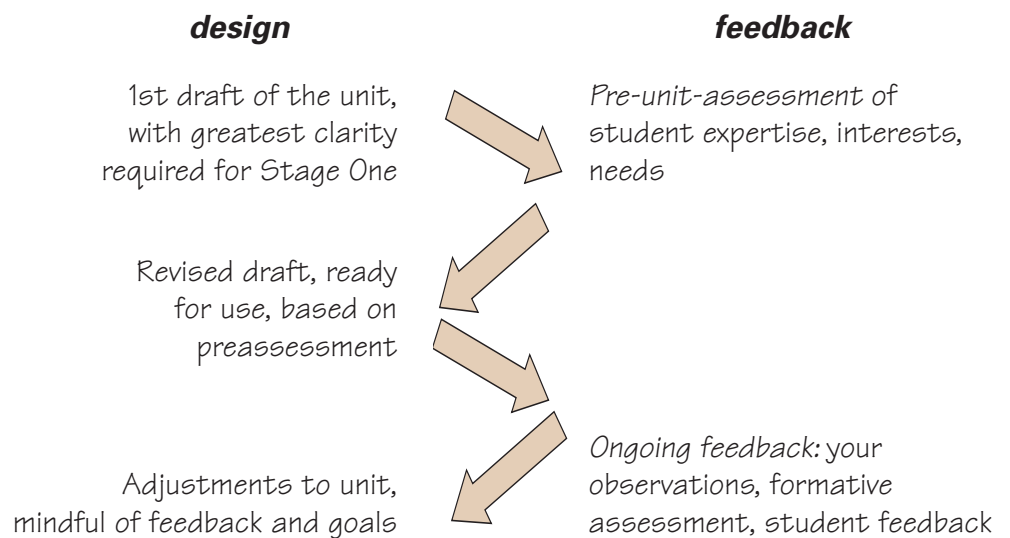 design
feedback
1st draft of the unit,
with greatest clarity
required for Stage One
Pre-unit-assessment of
student expertise, interests,
needs
Revised draft, ready
for use, based on
preassessment
Ongoing feedback: your
observations, formative
assessment, student feedback
Adjustments to unit,
mindful of feedback and goals